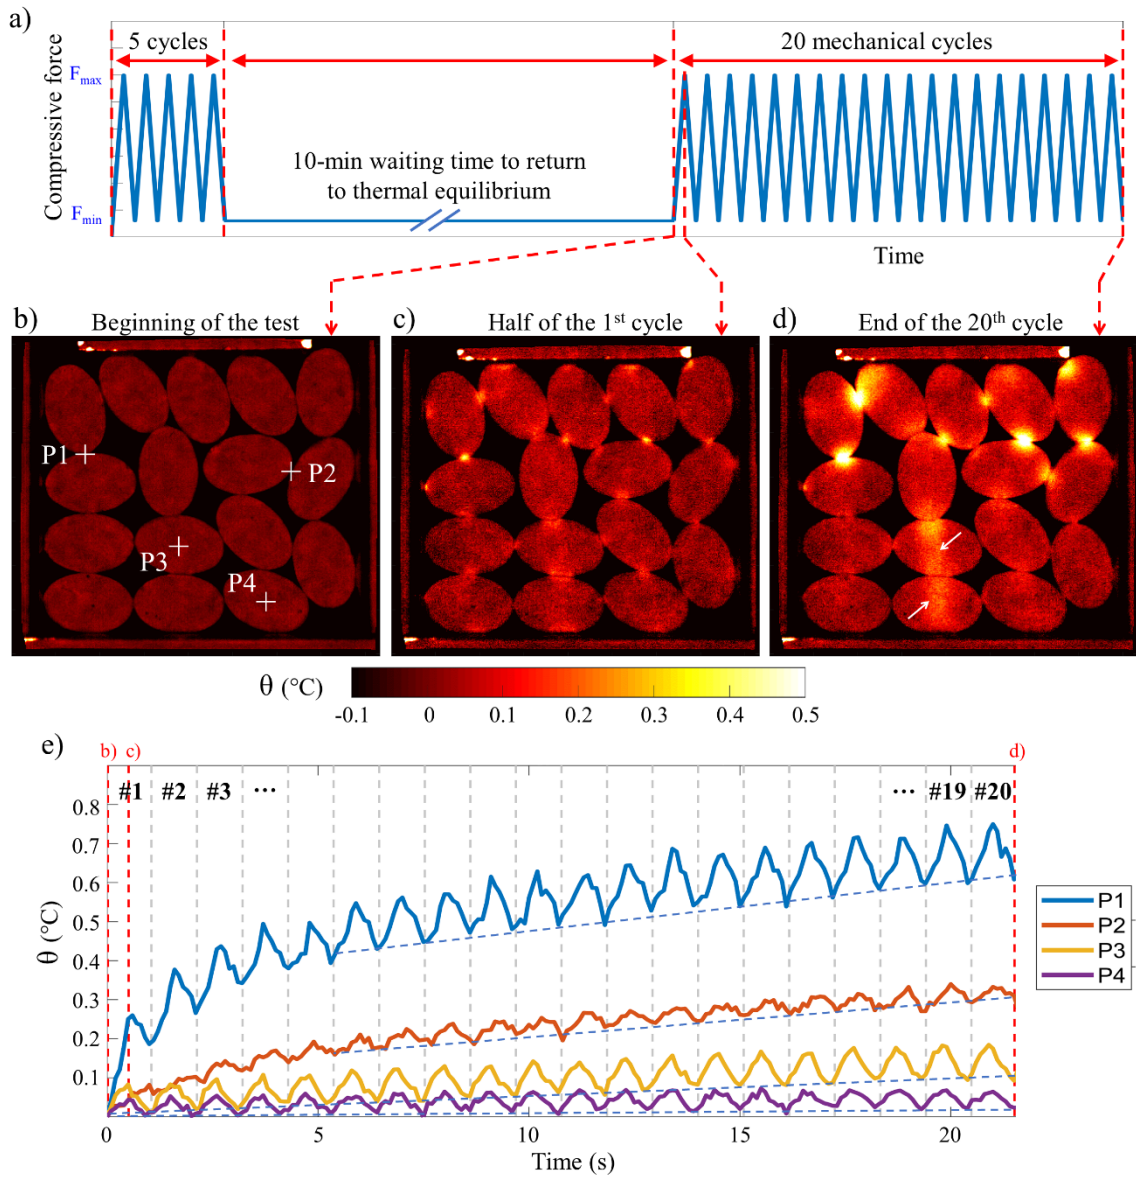 a)
5 cycles
20 mechanical cycles
Compressive force
Fmax
Fmin
10-min waiting time to return
to thermal equilibrium
Time
b)
Beginning of the test
c)
Half of the 1st cycle
d)
End of the 20th cycle
P1
P2
P3
P4
θ (°C)
-0.1 0 0.1 0.2 0.3 0.4 0.5
e)
b) c) d)
#1 #2 #3 ... ... #19 #20
θ (°C)
0.8
0.7
0.6
0.5
0.4
0.3
0.2
0.1
0 5 10 15 20
Time (s)
P1
P2
P3
P4